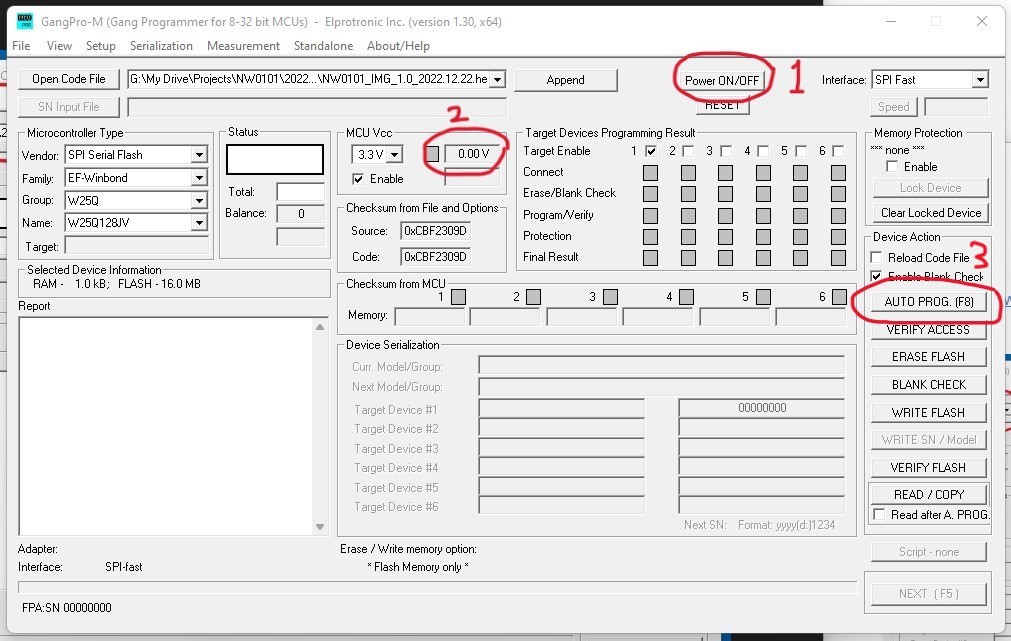 GangPro-M (Gang Programmer for 8-32 bit MCUs) - Elprotronic Inc. (version 1.30, x64)
File View Setup Serialization Measurement Standalone About/Help
Open Code File G:\My Drive\Projects\NW0101\2022...\NW0101_IMG_1.0_2022.12.22.he Append Power ON/OFF 1 Interface: SPI Fast
SN Input File RESET Speed
2
Microcontroller Type Status MCU Vcc Target Devices Programming Result Memory Protection
Vendor: SPI Serial Flash 3.3 V 0.00 V Target Enable 1 2 3 4 5 6 *** none ***
Enable
Family: EF-Winbond Enable Connect
Total: Erase/Blank Check Lock Device
Group: W25Q Checksum from File and Options
Balance: 0 Program/Verify Clear Locked Device
Name: W25Q128JV Source: 0xCBF2309D Protection Device Action
Target: Code: 0xCBF2309D Final Result Reload Code File 3
Selected Device Information Enable Blank Check
RAM - 1.0 kB; FLASH - 16.0 MB Checksum from MCU
1 2 3 4 5 6 AUTO PROG. (F8)
Report Memory:
VERIFY ACCESS
Device Serialization
Curr. Model/Group: ERASE FLASH
Next Model/Group: BLANK CHECK
Target Device #1 00000000 WRITE FLASH
Target Device #2
Target Device #3 WRITE SN / Model
Target Device #4 VERIFY FLASH
Target Device #5 READ / COPY
Target Device #6 Read after A. PROG.
Next SN: Format: yyyy(d:)1234
Adapter: Erase / Write memory option: Script - none
Interface: SPI-fast * Flash Memory only *
NEXT (F5)
FPA:SN 00000000